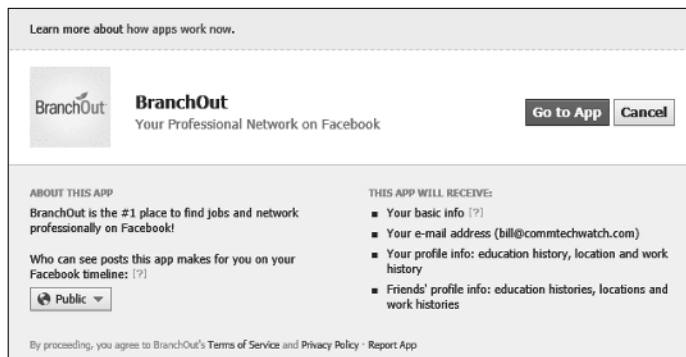 Learn more about how apps work now.
BranchOut
BranchOut
Your Professional Network on Facebook
Go to App
Cancel
ABOUT THIS APP
BranchOut is the #1 place to find jobs and network
professionally on Facebook!
Who can see posts this app makes for you on your
Facebook timeline: [?]
Public
THIS APP WILL RECEIVE:
▪ Your basic info [?]
▪ Your e-mail address (bill@commtechwatch.com)
▪ Your profile info: education history, location and work
history
▪ Friends' profile info: education histories, locations and
work histories
By proceeding, you agree to BranchOut's Terms of Service and Privacy Policy · Report App